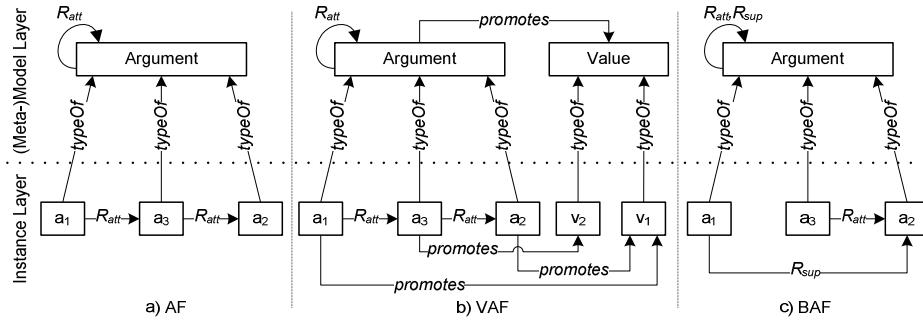 (Meta-)Model Layer
Instance Layer
R_att
Argument
typeOf
typeOf
typeOf
a1
R_att
a3
R_att
a2
a) AF
R_att
promotes
Argument
Value
typeOf
typeOf
typeOf
typeOf
typeOf
a1
R_att
a3
R_att
a2
v2
v1
promotes
promotes
promotes
b) VAF
R_att,R_sup
Argument
typeOf
typeOf
typeOf
a1
a3
R_att
a2
R_sup
c) BAF